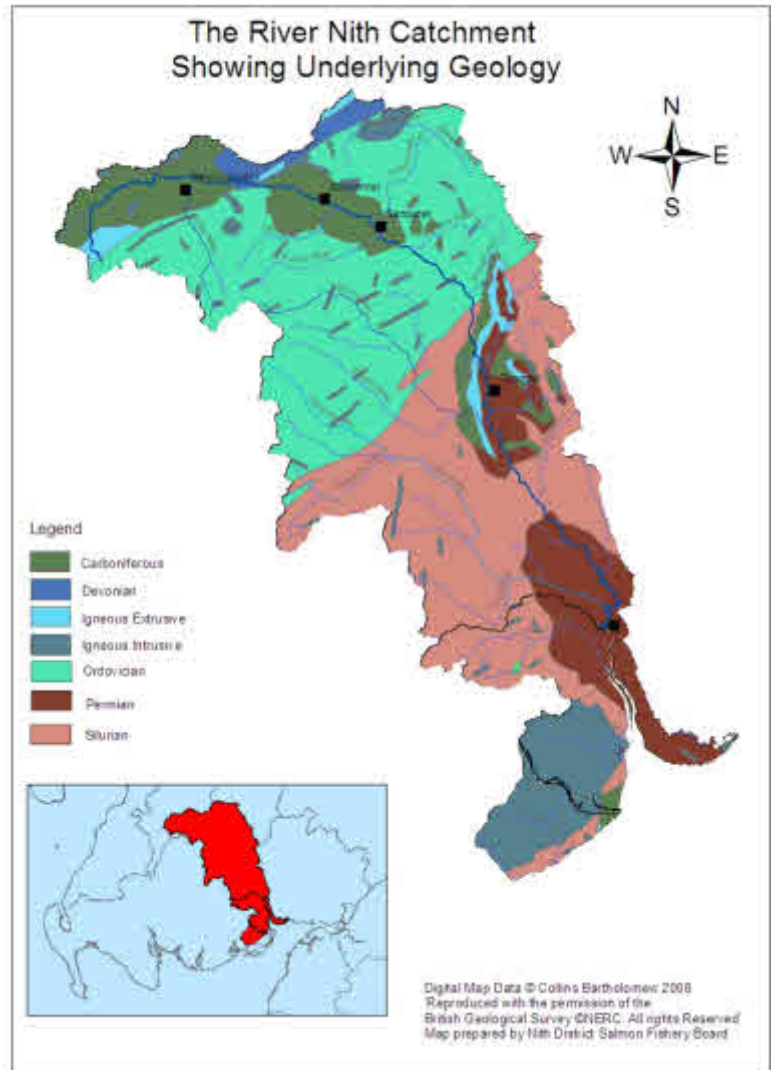 The River Nith Catchment
Showing Underlying Geology
N
W E
S
Legend
Carboniferous
Devonian
Igneous Extrusive
Igneous Intrusive
Ordovician
Permian
Silurian
Digital Map Data © Collins Bartholomew 2008
Reproduced with the permission of the
British Geological Survey ©NERC. All rights Reserved
Map prepared by Nith District Salmon Fishery Board